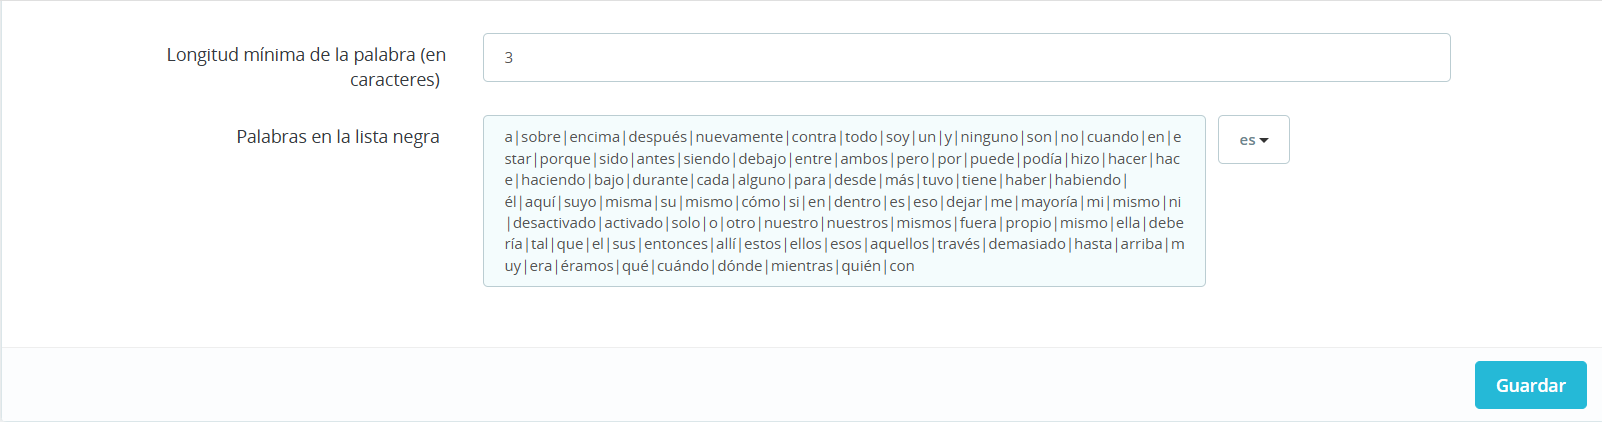 Longitud mínima de la palabra (en
caracteres)
3
Palabras en la lista negra
a|sobre|encima|después|nuevamente|contra|todo|soy|un|y|ninguno|son|no|cuando|en|e
star|porque|sido|antes|siendo|debajo|entre|ambos|pero|por|puede|podía|hizo|hacer|hac
e|haciendo|bajo|durante|cada|alguno|para|desde|más|tuvo|tiene|haber|habiendo|
él|aquí|suyo|misma|su|mismo|cómo|si|en|dentro|es|eso|dejar|me|mayoría|mi|mismo|ni
|desactivado|activado|solo|o|otro|nuestro|nuestros|mismos|fuera|propio|mismo|ella|debe
ría|tal|que|el|sus|entonces|allí|estos|ellos|esos|aquellos|través|demasiado|hasta|arriba|m
uy|era|éramos|qué|cuándo|dónde|mientras|quién|con
es
Guardar